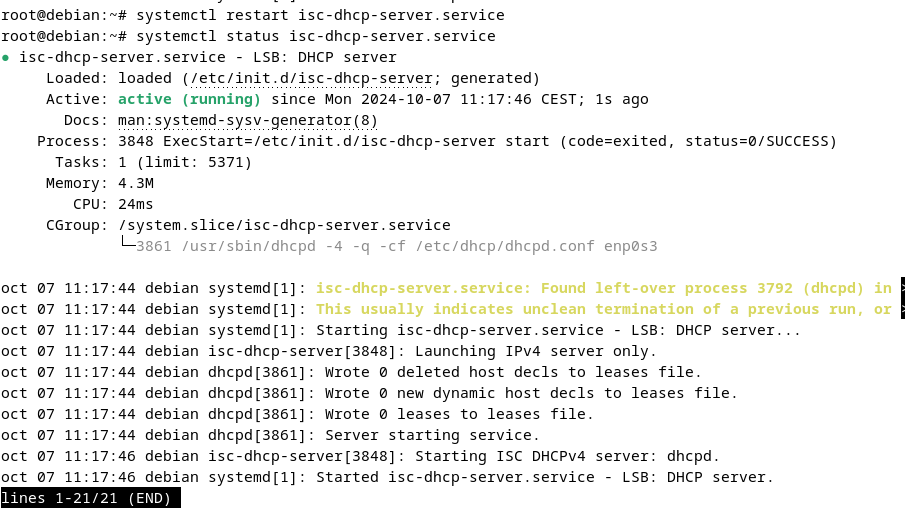 root@debian:~# systemctl restart isc-dhcp-server.service
root@debian:~# systemctl status isc-dhcp-server.service
● isc-dhcp-server.service - LSB: DHCP server
     Loaded: loaded (/etc/init.d/isc-dhcp-server; generated)
     Active: active (running) since Mon 2024-10-07 11:17:46 CEST; 1s ago
       Docs: man:systemd-sysv-generator(8)
    Process: 3848 ExecStart=/etc/init.d/isc-dhcp-server start (code=exited, status=0/SUCCESS)
      Tasks: 1 (limit: 5371)
     Memory: 4.3M
        CPU: 24ms
     CGroup: /system.slice/isc-dhcp-server.service
             └─3861 /usr/sbin/dhcpd -4 -q -cf /etc/dhcp/dhcpd.conf enp0s3

oct 07 11:17:44 debian systemd[1]: isc-dhcp-server.service: Found left-over process 3792 (dhcpd) in >
oct 07 11:17:44 debian systemd[1]: This usually indicates unclean termination of a previous run, or >
oct 07 11:17:44 debian systemd[1]: Starting isc-dhcp-server.service - LSB: DHCP server...
oct 07 11:17:44 debian isc-dhcp-server[3848]: Launching IPv4 server only.
oct 07 11:17:44 debian dhcpd[3861]: Wrote 0 deleted host decls to leases file.
oct 07 11:17:44 debian dhcpd[3861]: Wrote 0 new dynamic host decls to leases file.
oct 07 11:17:44 debian dhcpd[3861]: Wrote 0 leases to leases file.
oct 07 11:17:44 debian dhcpd[3861]: Server starting service.
oct 07 11:17:46 debian isc-dhcp-server[3848]: Starting ISC DHCPv4 server: dhcpd.
oct 07 11:17:46 debian systemd[1]: Started isc-dhcp-server.service - LSB: DHCP server.
lines 1-21/21 (END)